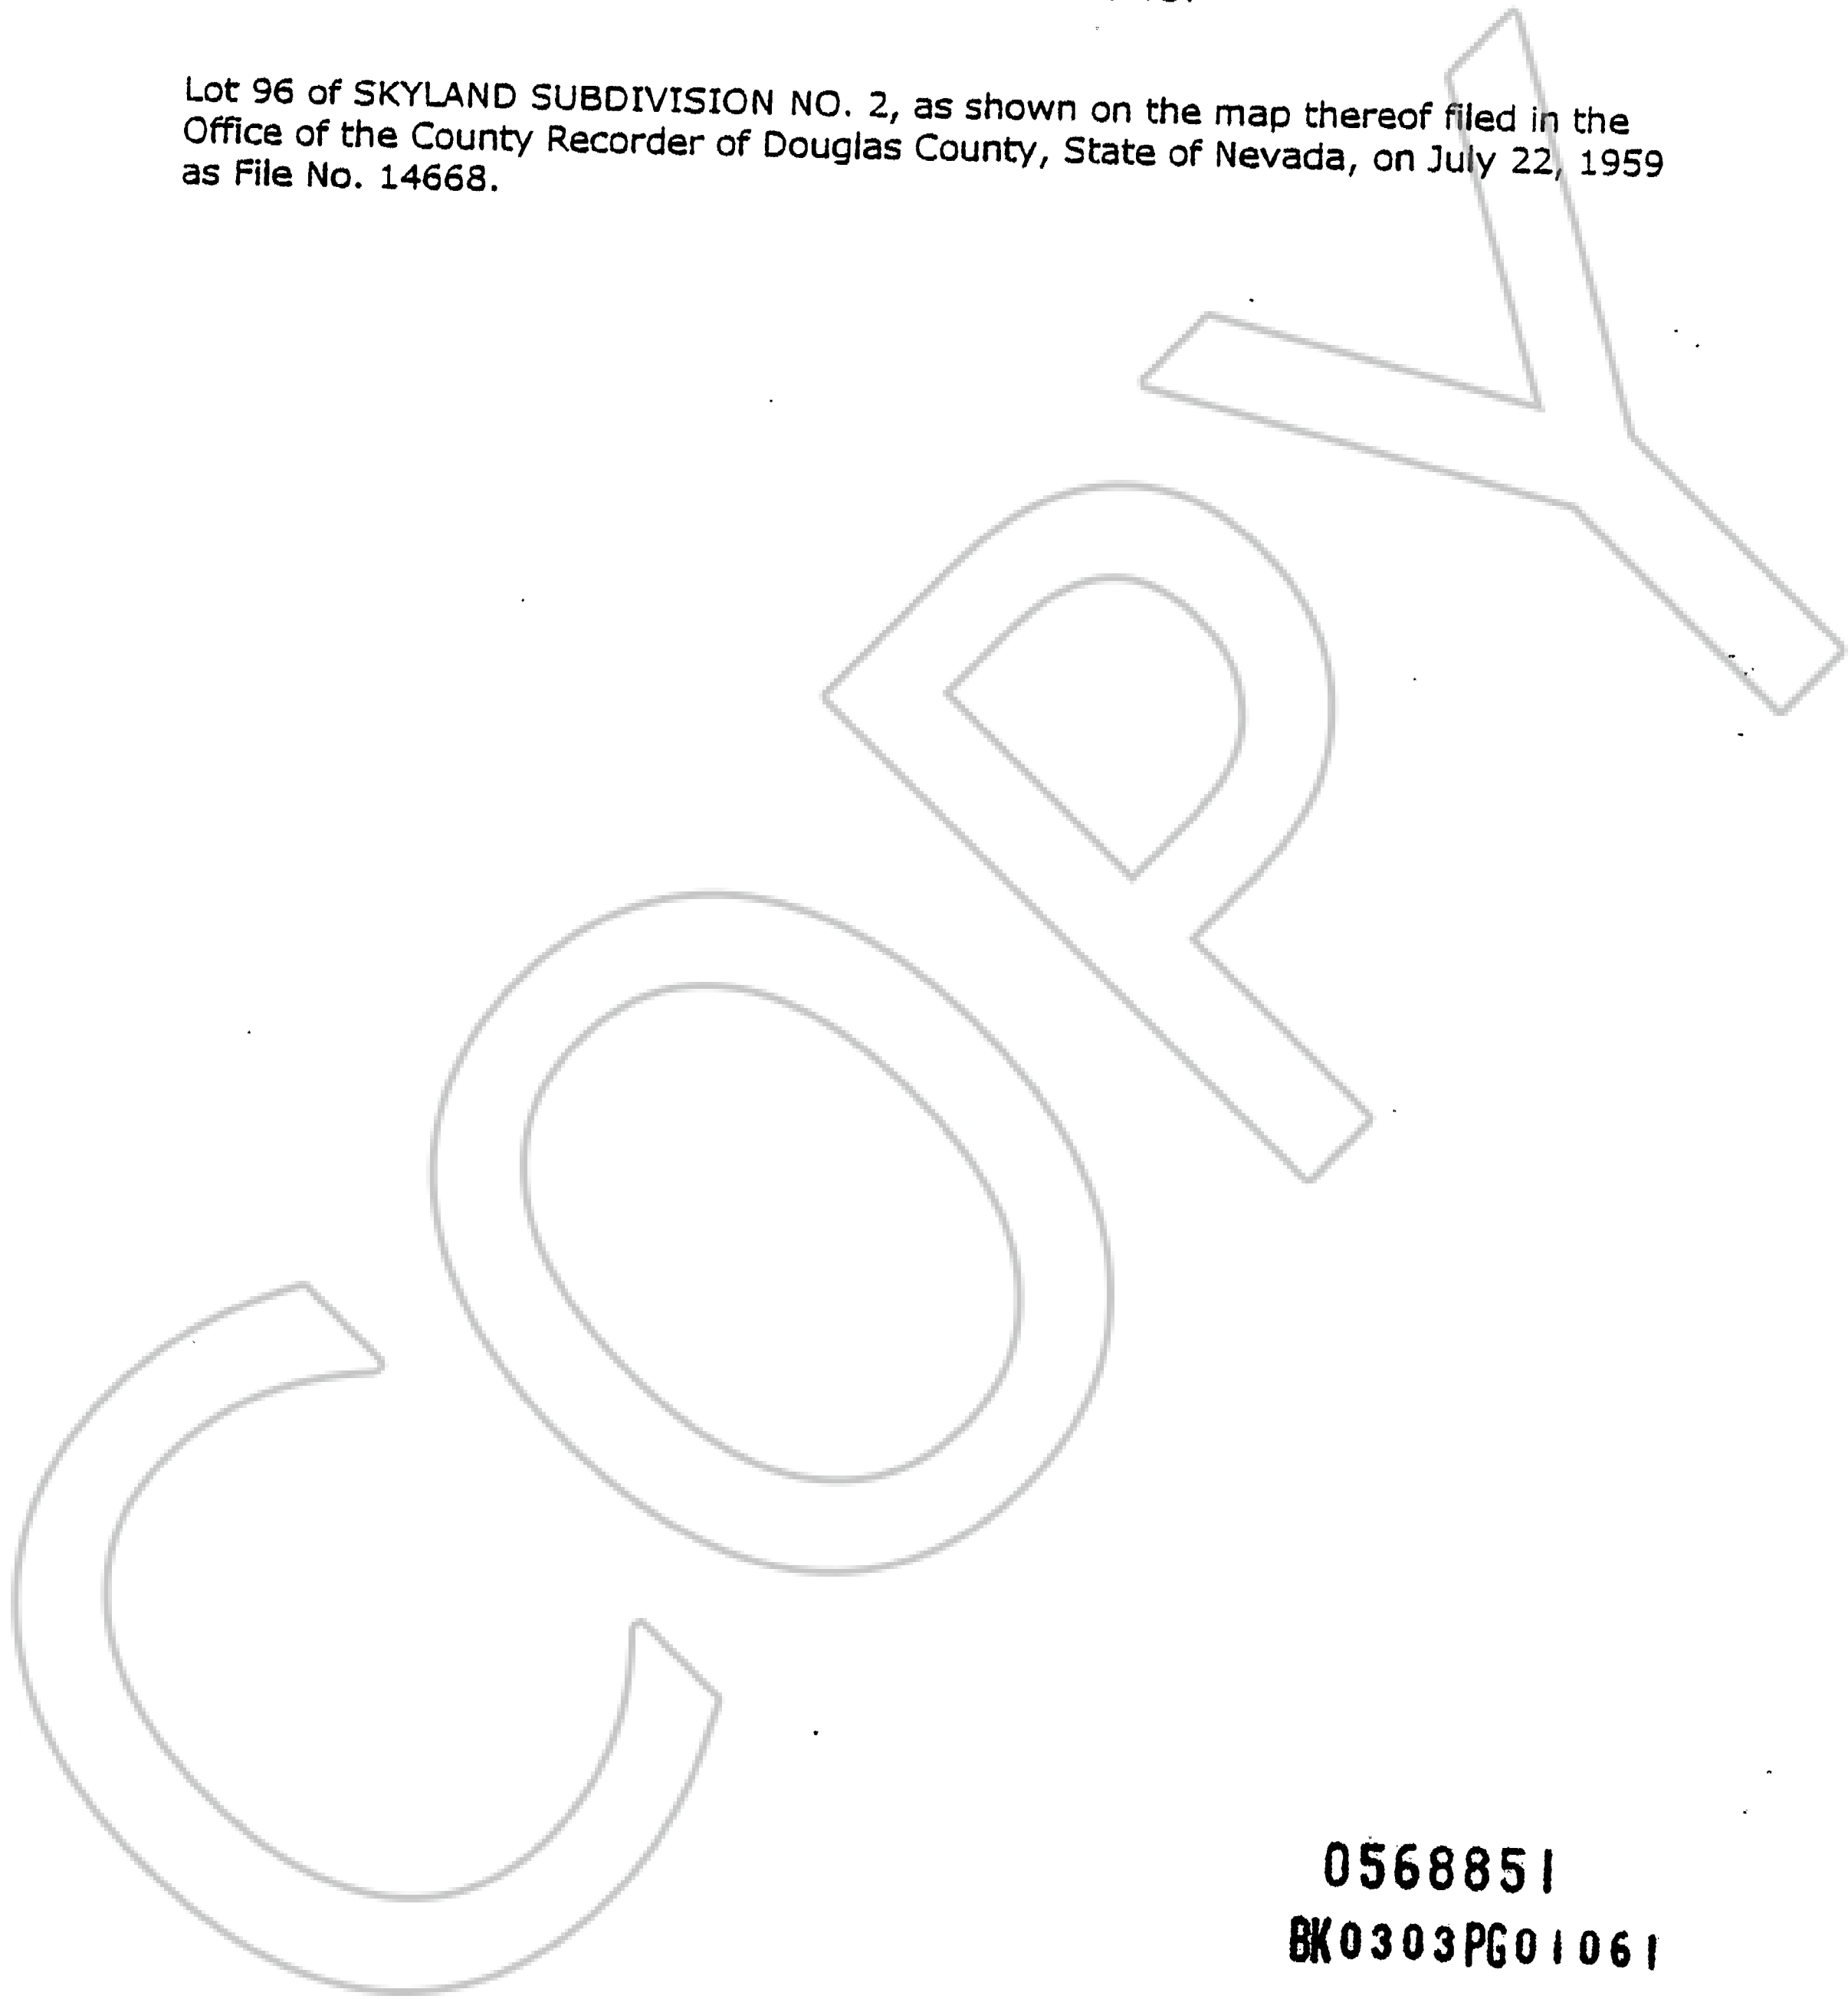 Lot 96 of SKYLAND SUBDIVISION NO. 2, as shown on the map thereof filed in the
Office of the County Recorder of Douglas County, State of Nevada, on July 22, 1959
as File No. 14668.
COPY
0568851
BK0303PG01061